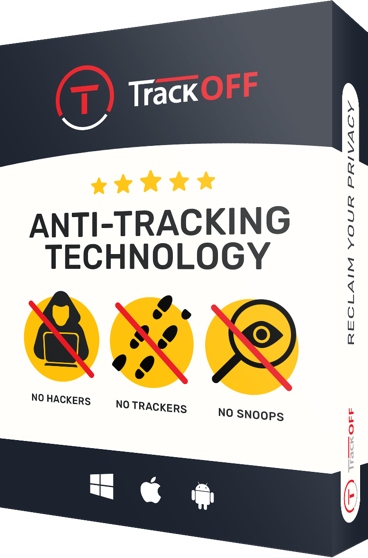 TRACKOFF
ANTI-TRACKING
TECHNOLOGY
NO HACKERS
NO TRACKERS
NO SNOOPS
RECLAIM YOUR PRIVACY
TRACKOFF